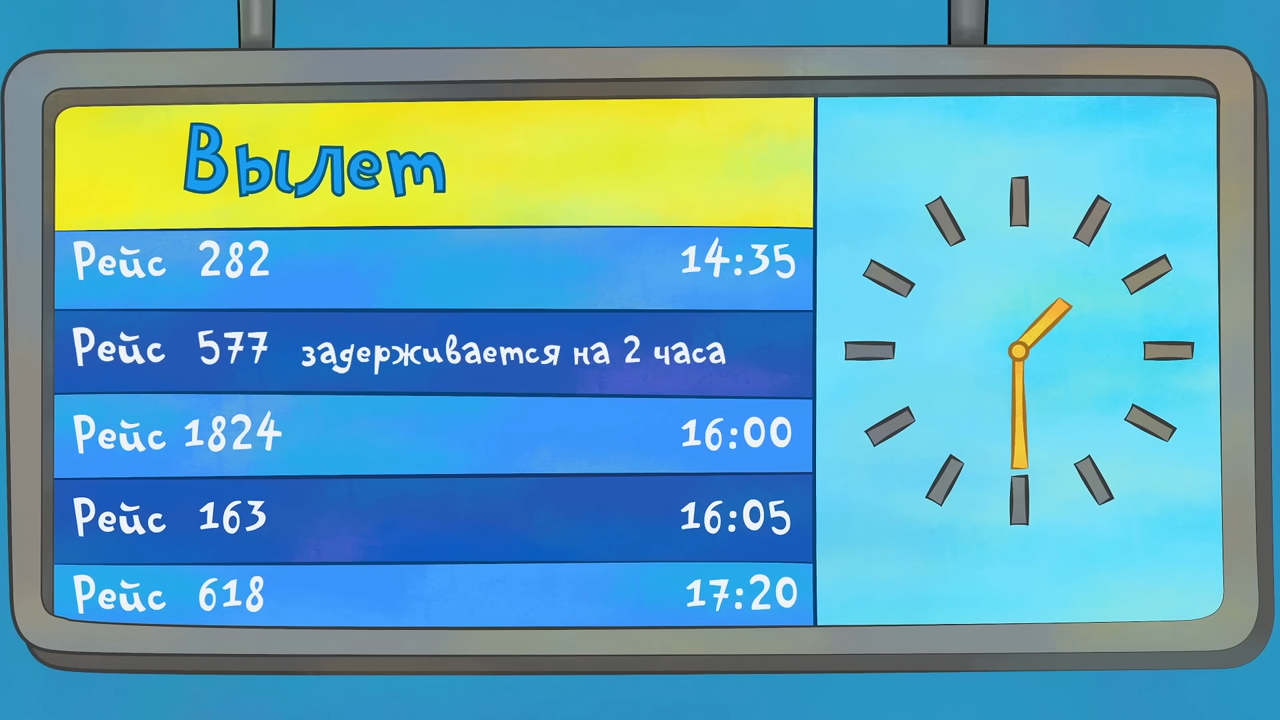 Вылет
Рейс 282 14:35
Рейс 577 задерживается на 2 часа
Рейс 1824 16:00
Рейс 163 16:05
Рейс 618 17:20